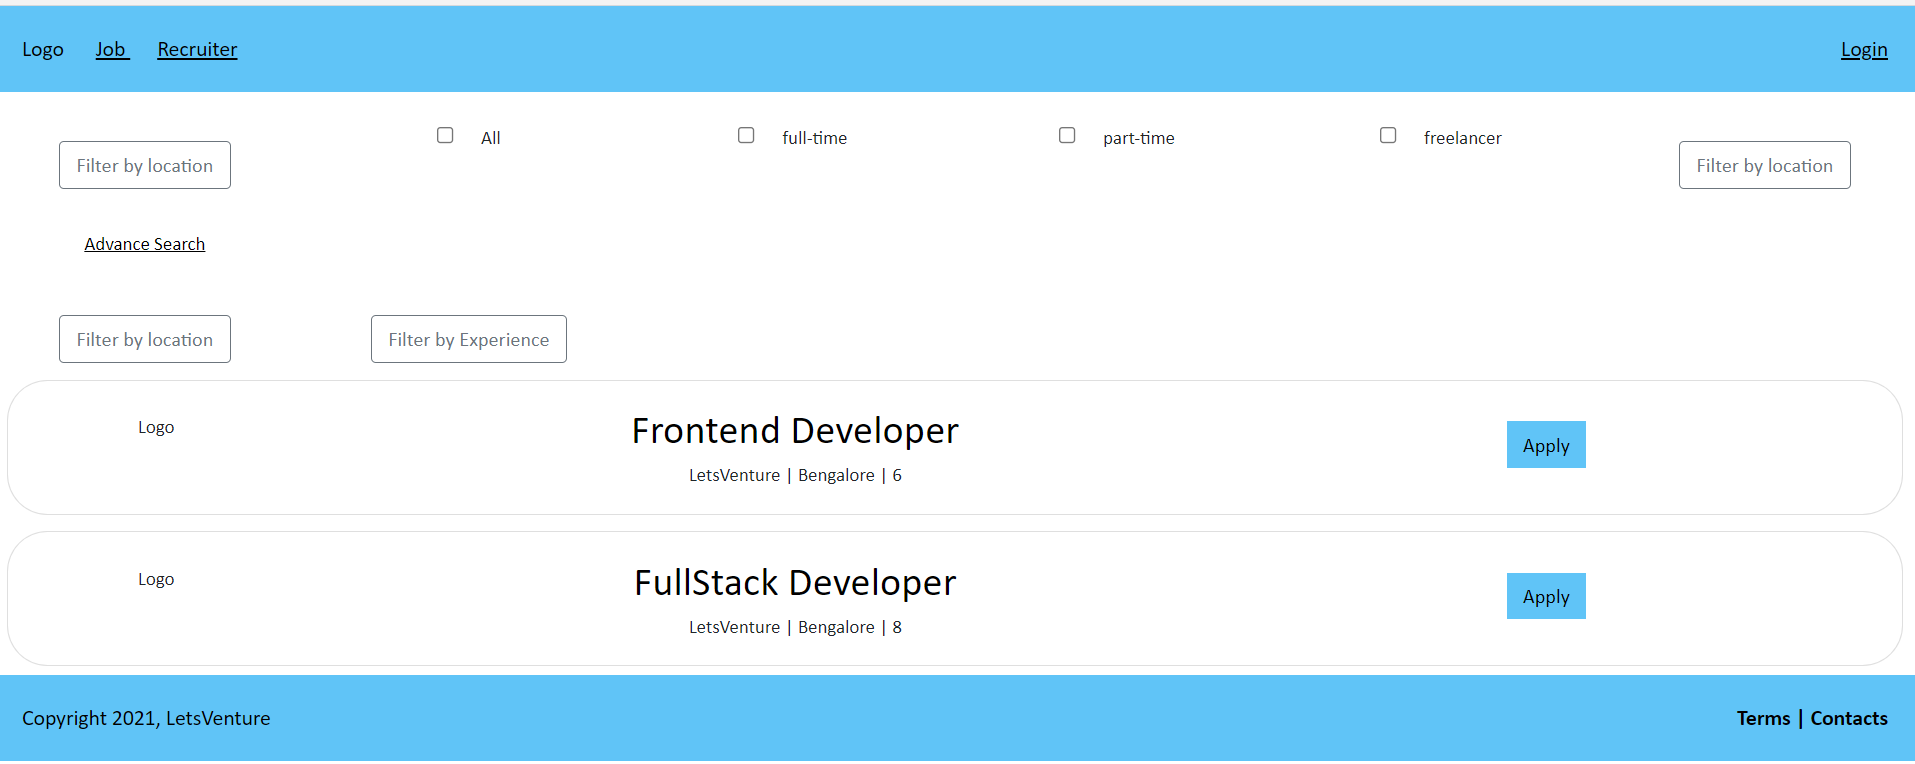 Logo Job Recruiter Login
All full-time part-time freelancer
Filter by location Filter by location
Advance Search
Filter by location Filter by Experience
Logo
Frontend Developer
LetsVenture | Bengalore | 6
Apply
Logo
FullStack Developer
LetsVenture | Bengalore | 8
Apply
Copyright 2021, LetsVenture Terms | Contacts